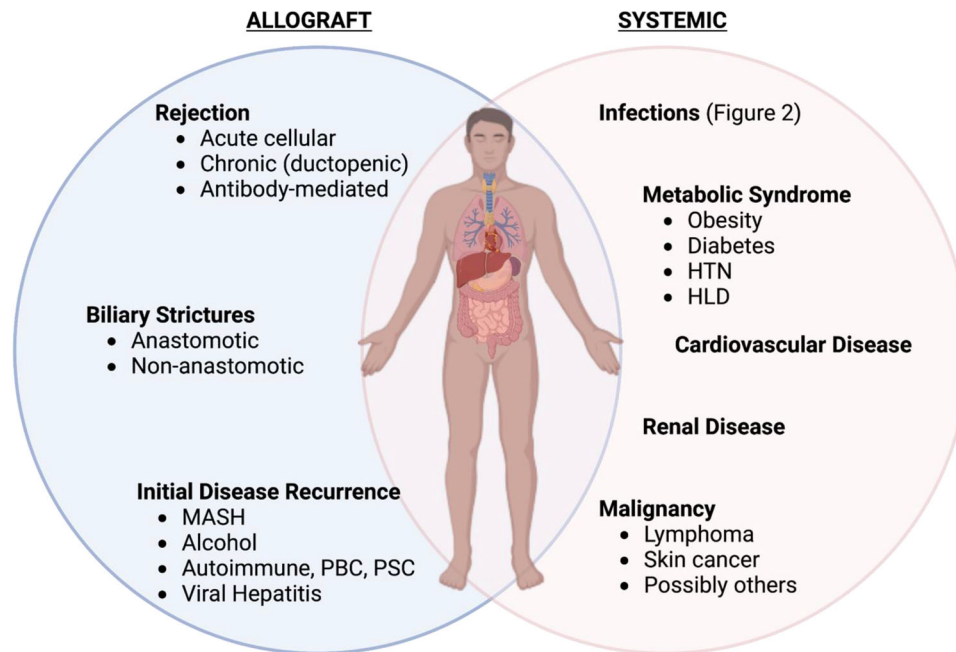 ALLOGRAFT
Rejection
• Acute cellular
• Chronic (ductopenic)
• Antibody-mediated
Biliary Strictures
• Anastomotic
• Non-anastomotic
Initial Disease Recurrence
• MASH
• Alcohol
• Autoimmune, PBC, PSC
• Viral Hepatitis
SYSTEMIC
Infections (Figure 2)
Metabolic Syndrome
• Obesity
• Diabetes
• HTN
• HLD
Cardiovascular Disease
Renal Disease
Malignancy
• Lymphoma
• Skin cancer
• Possibly others